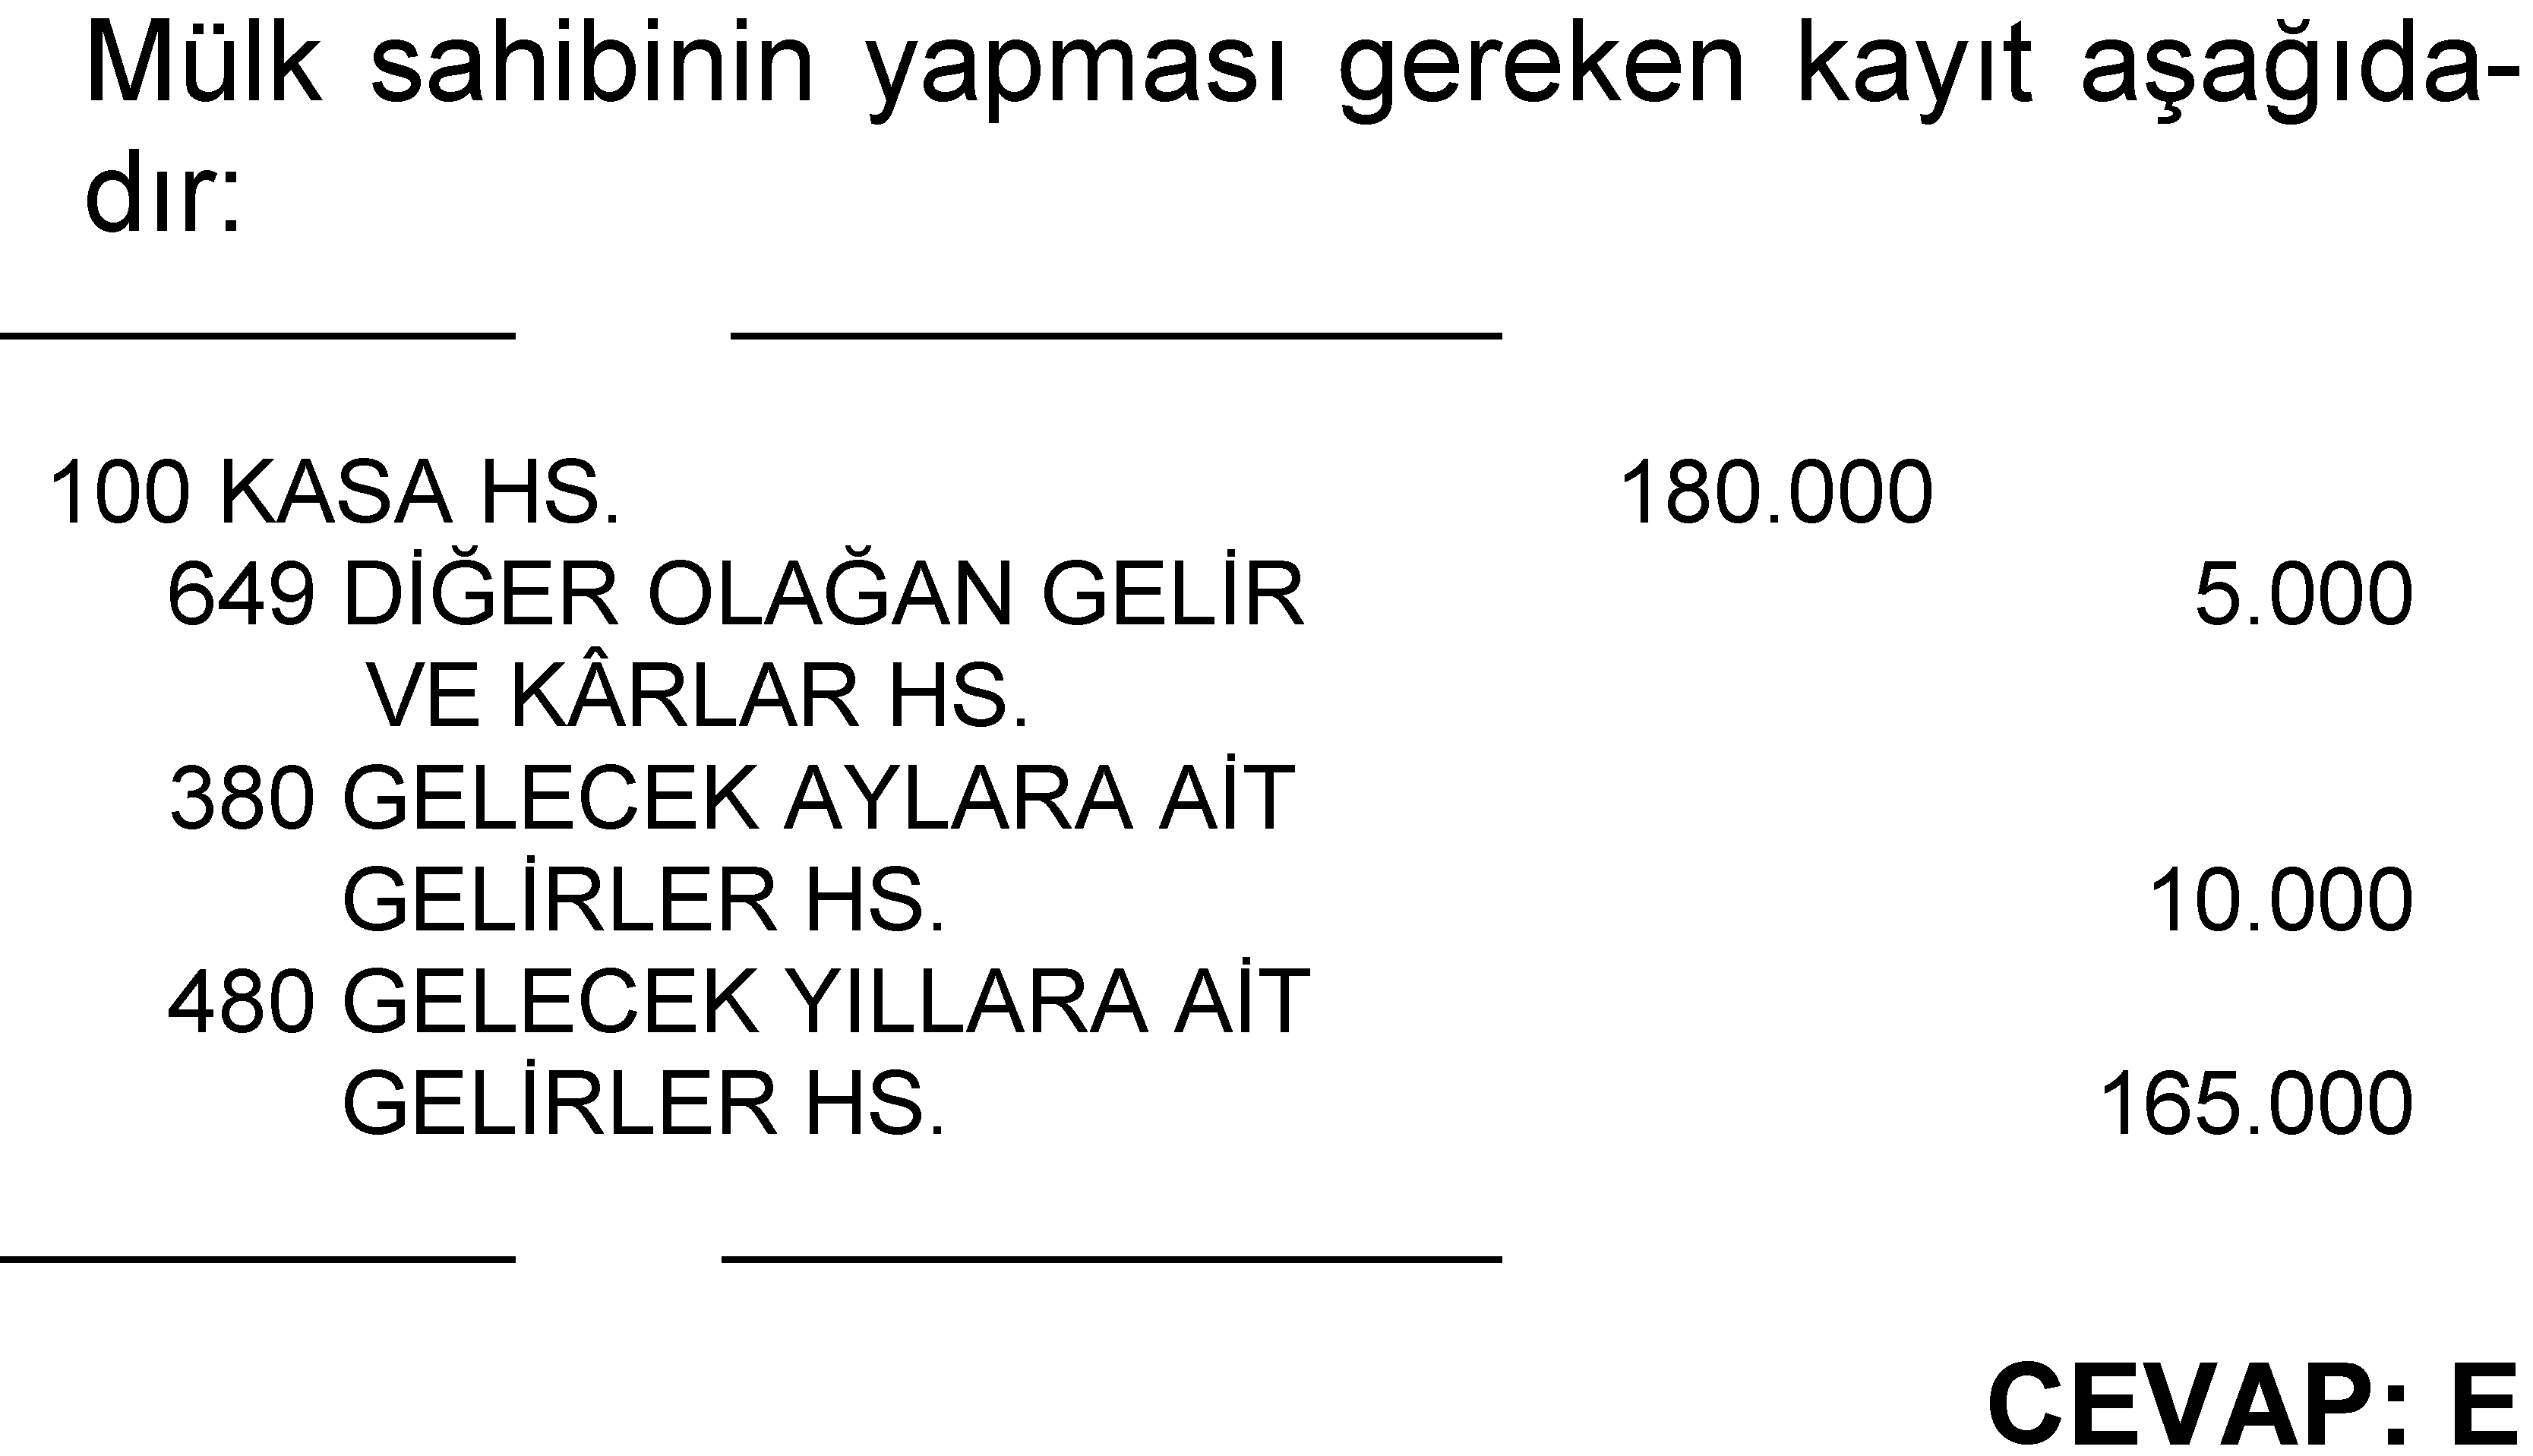 Mülk sahibinin yapması gereken kayıt aşağıda-
dır:
100 KASA HS. 180.000
649 DİĞER OLAĞAN GELİR 5.000
VE KÂRLAR HS.
380 GELECEK AYLARA AİT
GELİRLER HS. 10.000
480 GELECEK YILLARA AİT
GELİRLER HS. 165.000
CEVAP: E